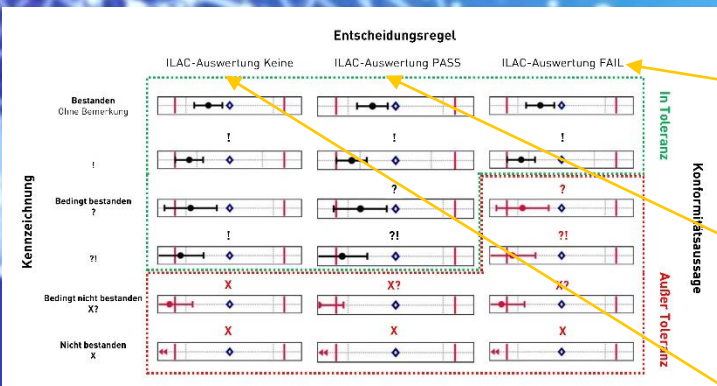 Entscheidungsregel
ILAC-Auswertung Keine
ILAC-Auswertung PASS
ILAC-Auswertung FAIL
Kennzeichnung
Konformitätsaussage
In Toleranz
Außer Toleranz
Bestanden
Ohne Bemerkung
! ! !
!
Bedingt bestanden
?
? ?
?!
! ?! ?!
Bedingt nicht bestanden
X?
X X? X?
Nicht bestanden
X
X X X